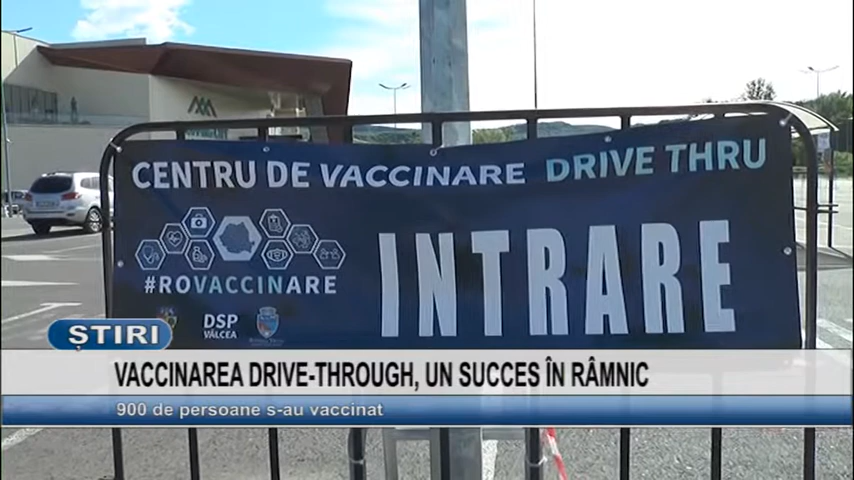 CENTRU DE VACCINARE DRIVE THRU
INTRARE
#ROVACCINARE
DSP
VÂLCEA
ȘTIRI
VACCINAREA DRIVE-THROUGH, UN SUCCES ÎN RÂMNIC
900 de persoane s-au vaccinat